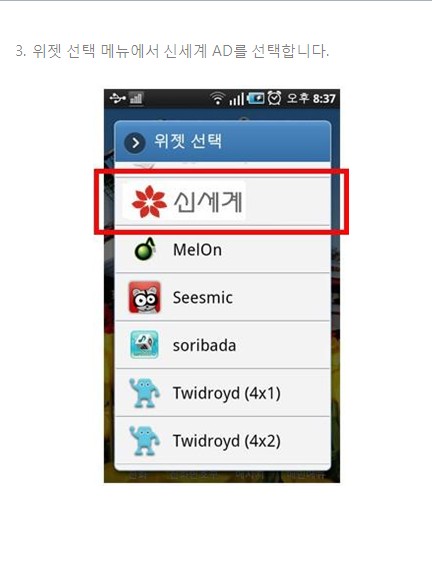 3. 위젯 선택 메뉴에서 신세계 AD를 선택합니다.
오후 8:37
위젯 선택
신세계
MelOn
Seesmic
soribada
Twidroyd (4x1)
Twidroyd (4x2)